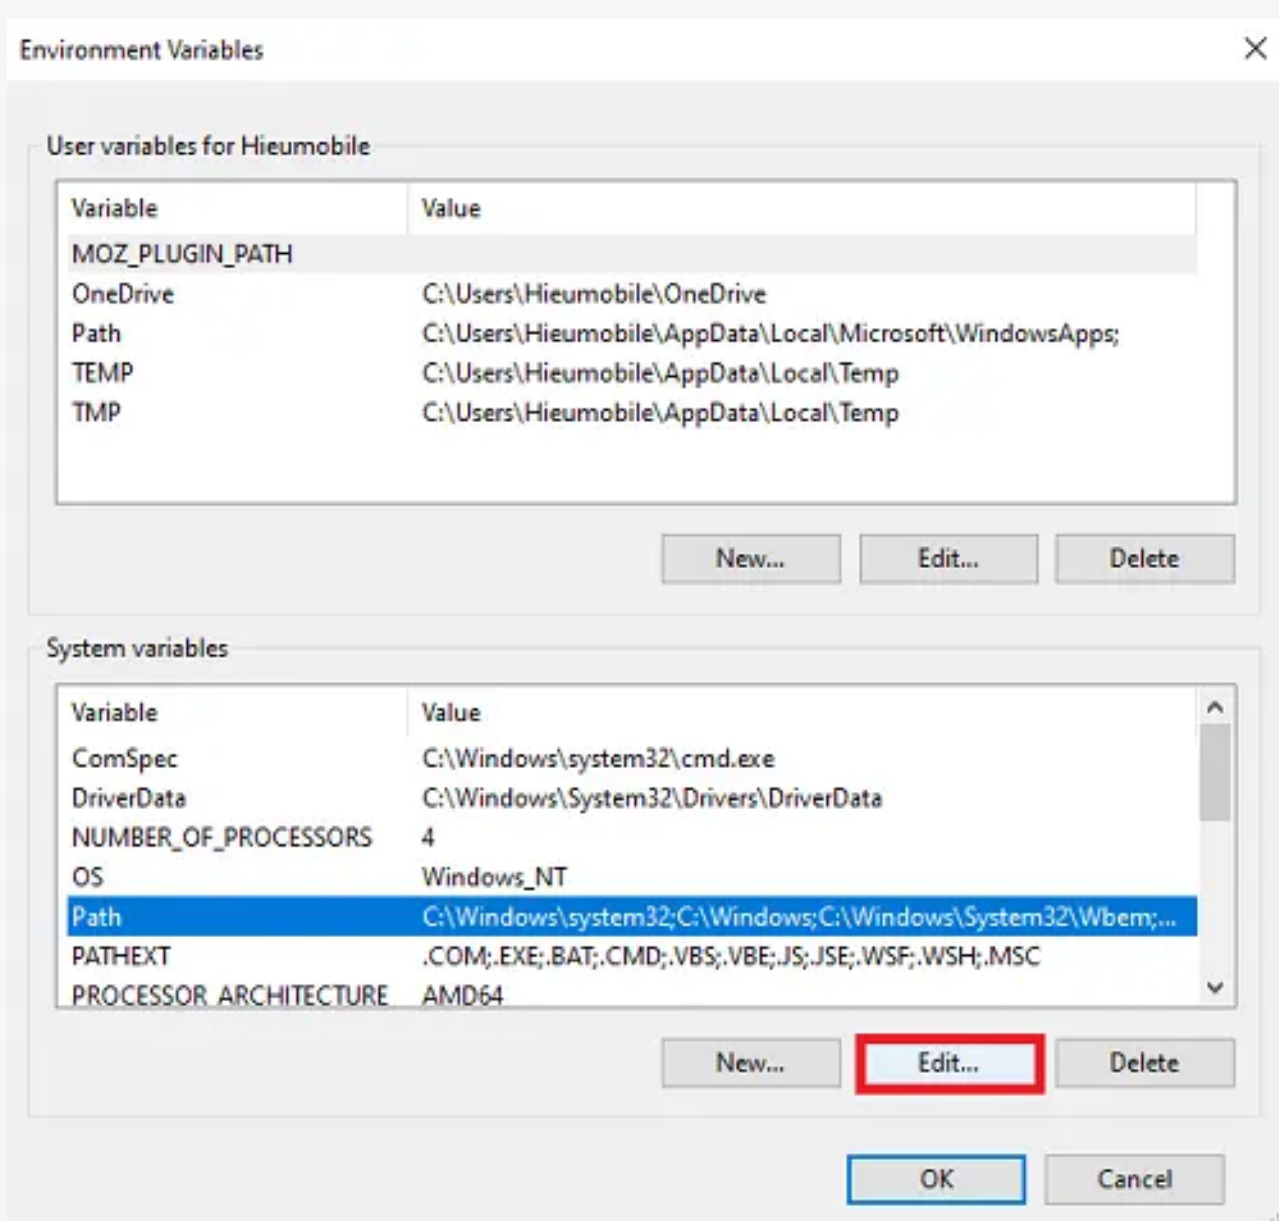 Environment Variables
User variables for Hieumobile
Variable Value
MOZ_PLUGIN_PATH
OneDrive C:\Users\Hieumobile\OneDrive
Path C:\Users\Hieumobile\AppData\Local\Microsoft\WindowsApps;
TEMP C:\Users\Hieumobile\AppData\Local\Temp
TMP C:\Users\Hieumobile\AppData\Local\Temp
New... Edit... Delete
System variables
Variable Value
ComSpec C:\Windows\system32\cmd.exe
DriverData C:\Windows\System32\Drivers\DriverData
NUMBER_OF_PROCESSORS 4
OS Windows_NT
Path C:\Windows\system32;C:\Windows;C:\Windows\System32\Wbem;...
PATHEXT .COM;.EXE;.BAT;.CMD;.VBS;.VBE;.JS;.JSE;.WSF;.WSH;.MSC
PROCESSOR_ARCHITECTURE AMD64
New... Edit... Delete
OK Cancel